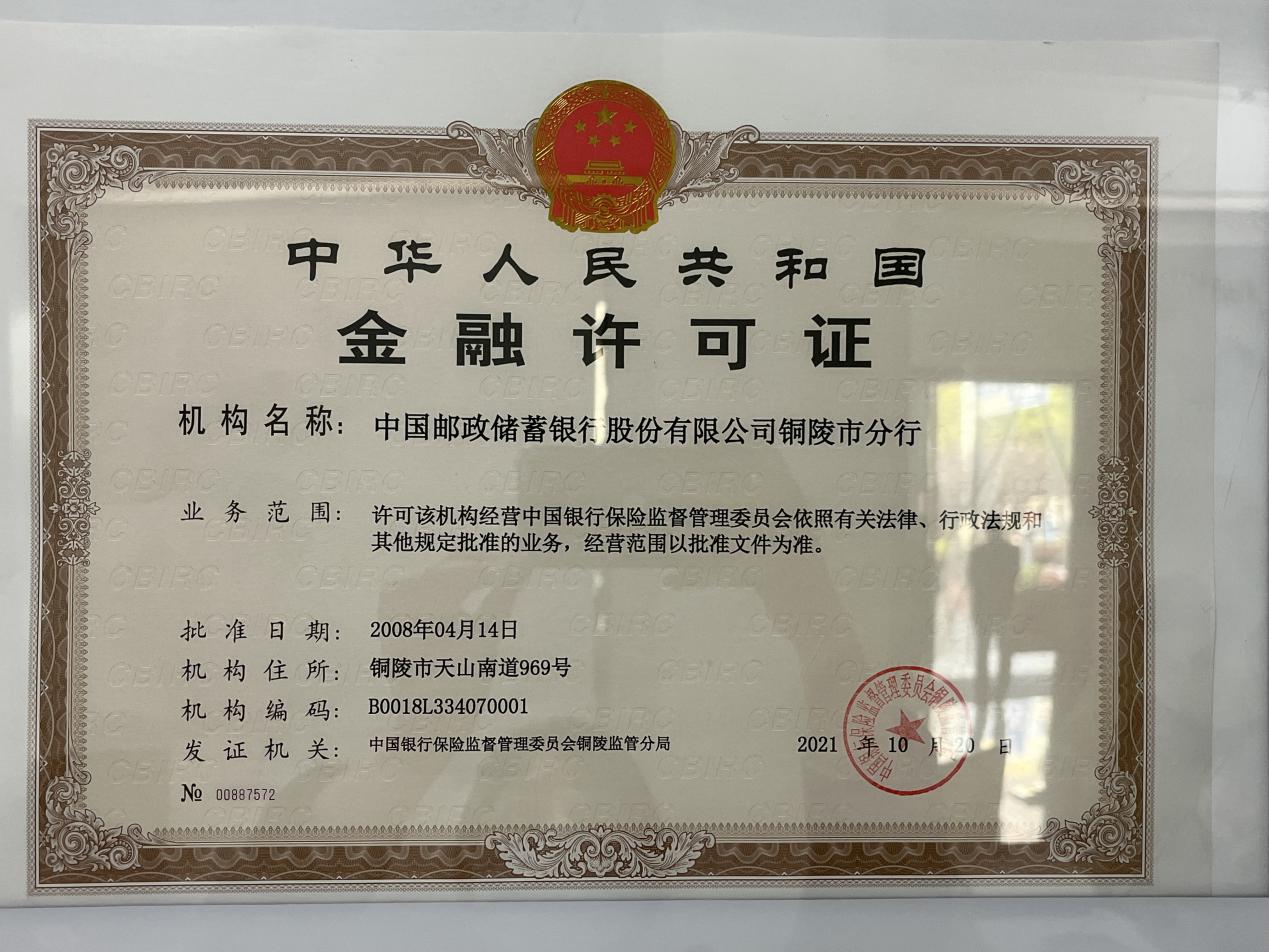 中华人民共和国
金融许可证
机构名称: 中国邮政储蓄银行股份有限公司铜陵市分行
业务范围: 许可该机构经营中国银行保险监督管理委员会依照有关法律、行政法规和
其他规定批准的业务，经营范围以批准文件为准。
批准日期: 2008年04月14日
机构住所: 铜陵市天山南道969号
机构编码: B0018L334070001
发证机关: 中国银行保险监督管理委员会铜陵监管分局
2021 年 10 月 20 日
№ 00887572
CBIRC